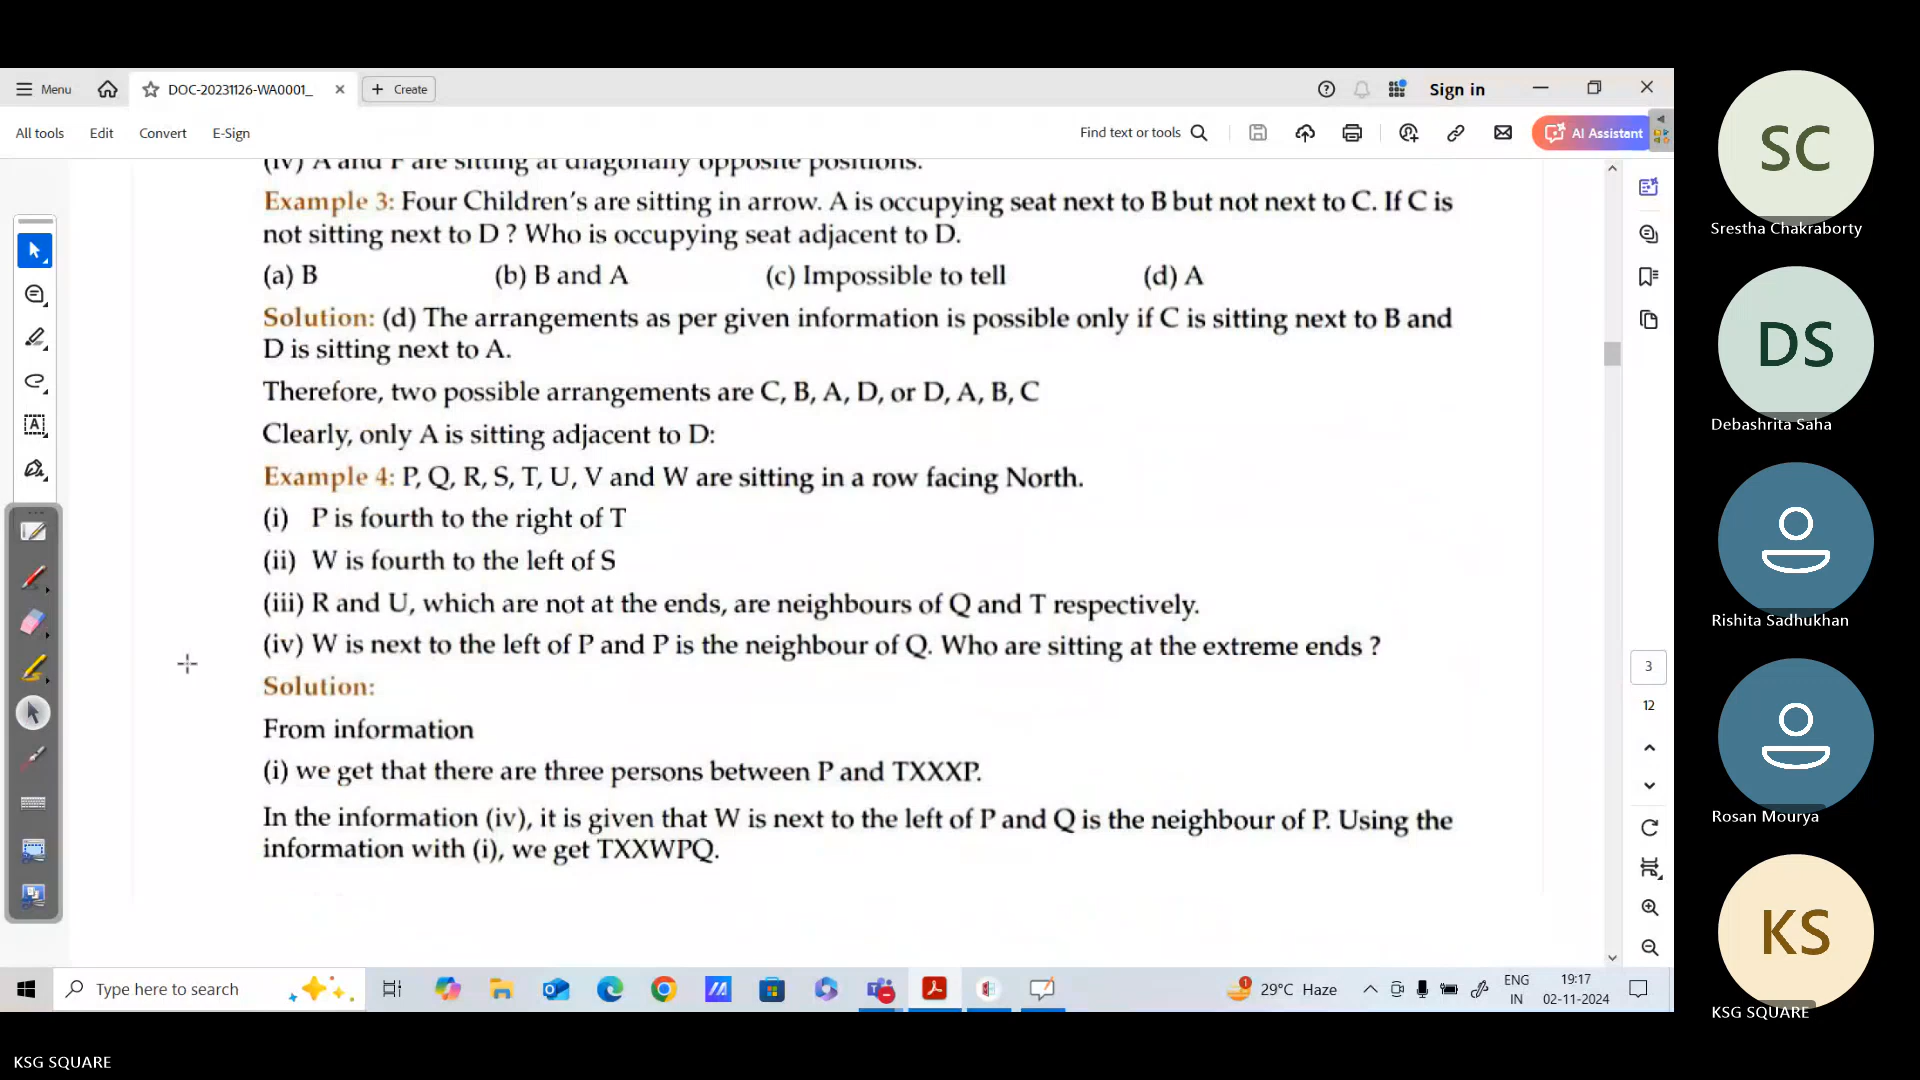 Menu
DOC-20231126-WA0001_
Create
Sign in
All tools
Edit
Convert
E-Sign
Find text or tools
AI Assistant
(iv) A and F are sitting at diagonally opposite positions.
Example 3: Four Children's are sitting in arrow. A is occupying seat next to B but not next to C. If C is
not sitting next to D ? Who is occupying seat adjacent to D.
(a) B (b) B and A (c) Impossible to tell (d) A
Solution: (d) The arrangements as per given information is possible only if C is sitting next to B and
D is sitting next to A.
Therefore, two possible arrangements are C, B, A, D, or D, A, B, C
Clearly, only A is sitting adjacent to D:
Example 4: P, Q, R, S, T, U, V and W are sitting in a row facing North.
(i) P is fourth to the right of T
(ii) W is fourth to the left of S
(iii) R and U, which are not at the ends, are neighbours of Q and T respectively.
(iv) W is next to the left of P and P is the neighbour of Q. Who are sitting at the extreme ends ?
Solution:
From information
(i) we get that there are three persons between P and TXXXP.
In the information (iv), it is given that W is next to the left of P and Q is the neighbour of P. Using the
information with (i), we get TXXWPQ.
3
12
Type here to search
1
29°C Haze
ENG
IN
19:17
02-11-2024
SC
Srestha Chakraborty
DS
Debashrita Saha
Rishita Sadhukhan
Rosan Mourya
KS
KSG SQUARE
KSG SQUARE